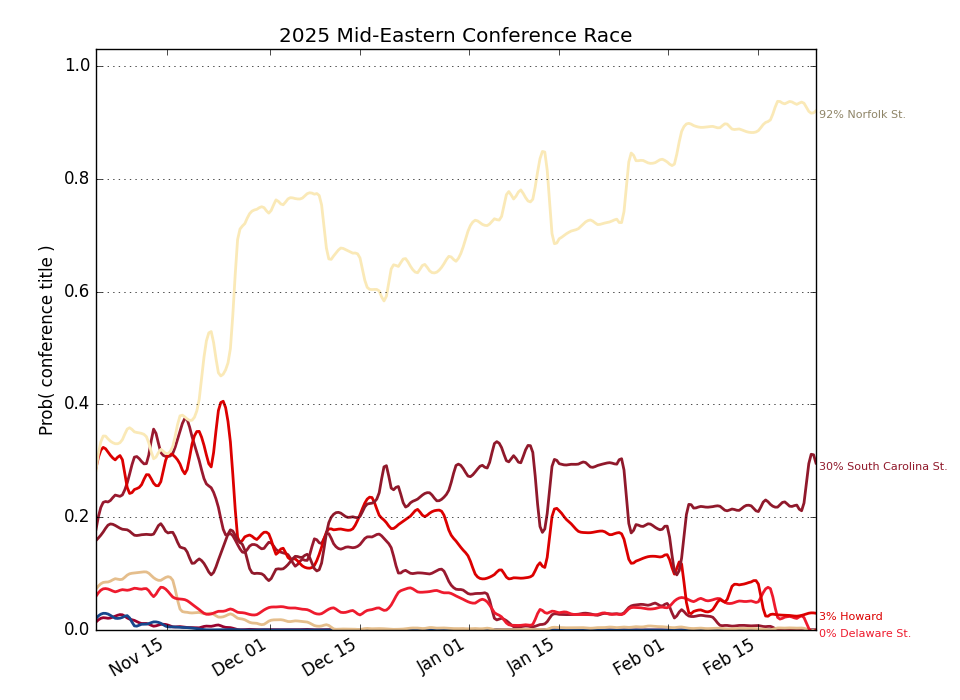 2025 Mid-Eastern Conference Race
1.0
0.8
0.6
0.4
0.2
0.0
Prob( conference title )
92% Norfolk St.
30% South Carolina St.
3% Howard
0% Delaware St.
Nov 15
Dec 01
Dec 15
Jan 01
Jan 15
Feb 01
Feb 15